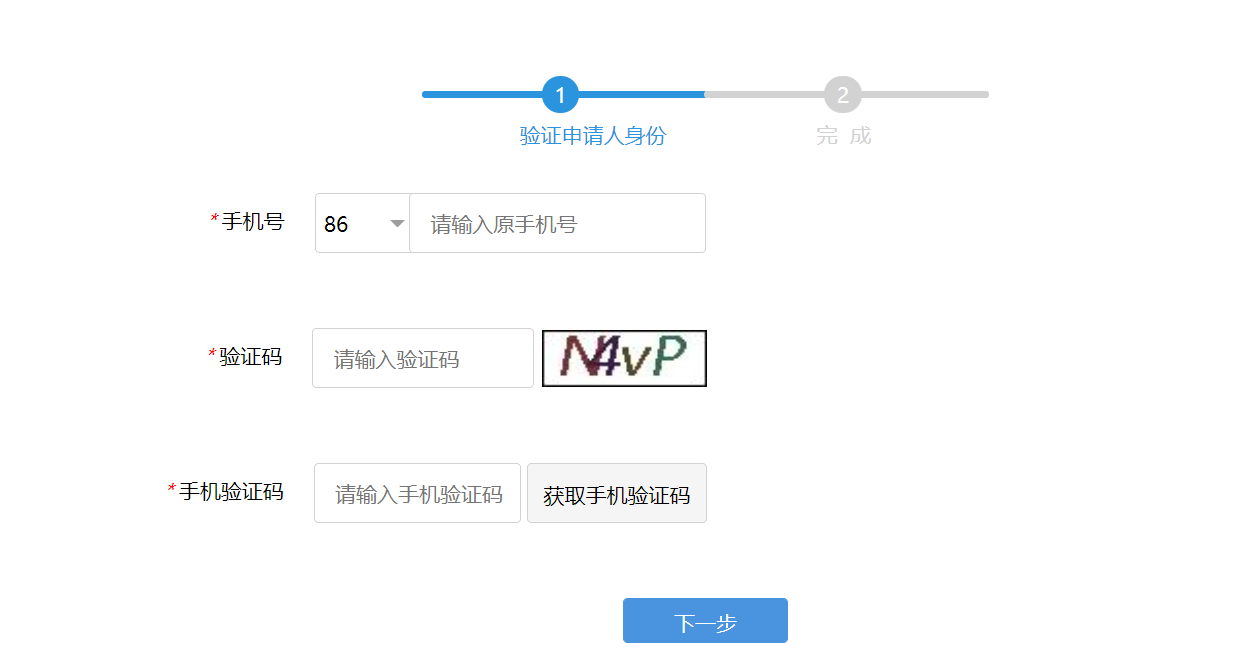 1 2
验证申请人身份 完 成
*手机号 86 请输入原手机号
*验证码 请输入验证码 N4vP
*手机验证码 请输入手机验证码 获取手机验证码
下一步